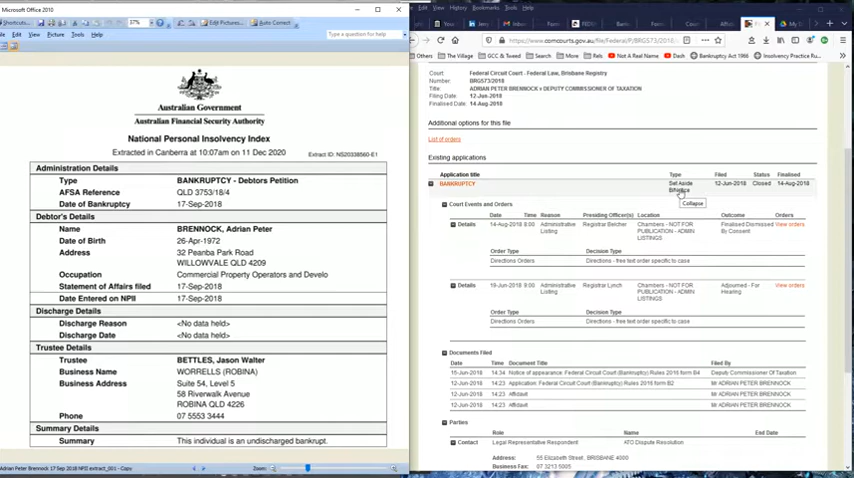 Microsoft Office 2010
Shortcuts...
37%
Edit Pictures...
Auto Correct
File Edit View Picture Tools Help
Type a question for help
Australian Government
Australian Financial Security Authority
National Personal Insolvency Index
Extracted in Canberra at 10:07am on 11 Dec 2020
Extract ID: NS20338560-E1
Administration Details
Type BANKRUPTCY - Debtors Petition
AFSA Reference QLD 3753/18/4
Date of Bankruptcy 17-Sep-2018
Debtor's Details
Name BRENNOCK, Adrian Peter
Date of Birth 26-Apr-1972
Address 32 Peanba Park Road
WILLOWVALE QLD 4209
Occupation Commercial Property Operators and Develo
Statement of Affairs filed 17-Sep-2018
Date Entered on NPII 17-Sep-2018
Discharge Details
Discharge Reason <No data held>
Discharge Date <No data held>
Trustee Details
Name BETTLES, Jason Walter
Business Name WORRELLS (ROBINA)
Business Address Suite 54, Level 5
58 Riverwalk Avenue
ROBINA QLD 4226
Phone 07 5553 3444
Summary Details
Summary This individual is an undischarged bankrupt.
Adrian Peter Brennock 17 Sep 2018 NPII extract_001 - Copy
Zoom:
Edit View History Bookmarks Tools Help
https://www.comcourts.gov.au/file/Federal/P/BRG573/2018
Others The Village GCC & Tweed Search More Rels Not A Real Name Dash Bankruptcy Act 1966 Insolvency Practice Ru
Court: Federal Circuit Court - Federal Law, Brisbane Registry
Number: BRG573/2018
Title: ADRIAN PETER BRENNOCK v DEPUTY COMMISSIONER OF TAXATION
Filing Date: 12-Jun-2018
Finalised Date: 14-Aug-2018
Additional options for this file
List of orders
Existing applications
Application title Type Filed Status Finalised
BANKRUPTCY Set Aside 12-Jun-2018 Closed 14-Aug-2018
Collapse
Court Events and Orders
Date Time Reason Presiding Officer(s) Location Outcome Orders
Details 14-Aug-2018 9:00 Administrative Listing Registrar Belcher Chambers - NOT FOR PUBLICATION - ADMIN LISTINGS Finalised Dismissed By Consent View orders
Order Type Decision Type
Directions Orders Directions - free text order specific to case
Details 19-Jun-2018 9:00 Administrative Listing Registrar Lynch Chambers - NOT FOR PUBLICATION - ADMIN LISTINGS Adjourned - For Hearing View orders
Order Type Decision Type
Directions Orders Directions - free text order specific to case
Documents Filed
Date Time Document Title Filed By
15-Jun-2018 14:34 Notice of appearance: Federal Circuit Court (Bankruptcy) Rules 2016 form B4 Deputy Commissioner Of Taxation
12-Jun-2018 14:23 Application: Federal Circuit Court (Bankruptcy) Rules 2016 form B2 Mr ADRIAN PETER BRENNOCK
12-Jun-2018 14:23 Affidavit Mr ADRIAN PETER BRENNOCK
12-Jun-2018 14:23 Affidavit Mr ADRIAN PETER BRENNOCK
Parties
Role Name End Date
Contact Legal Representative Respondent ATO Dispute Resolution
Address: 55 Elizabeth Street, BRISBANE 4000
Business Fax: 07 3213 5005